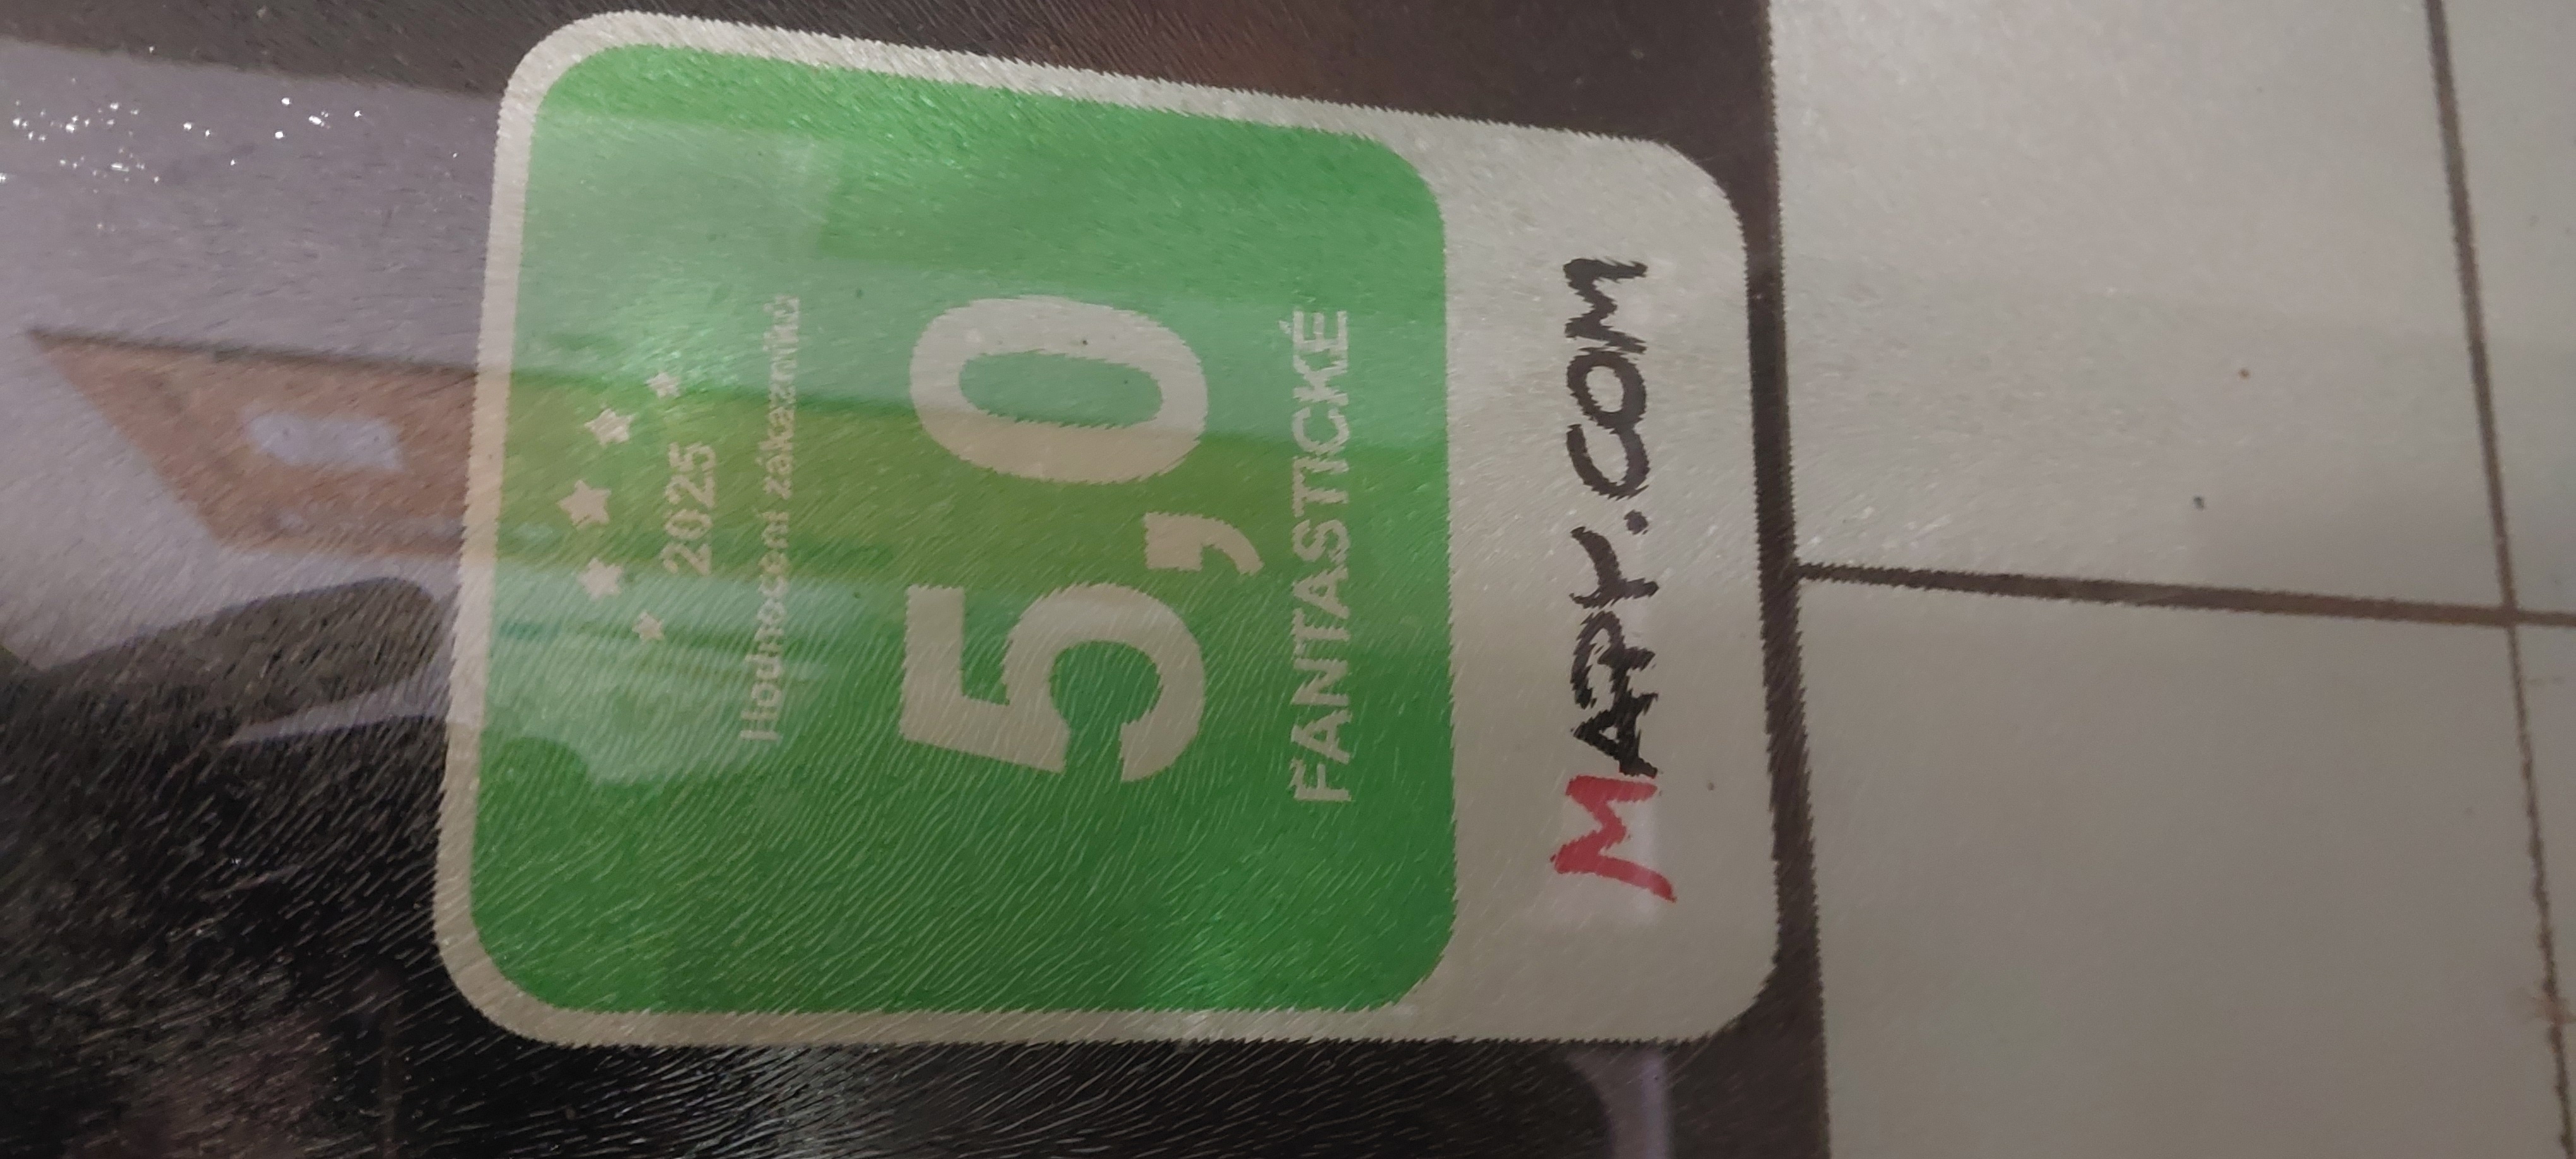 2025
Hodnocení zákazníků
5,0
FANTASTICKÉ
MAPY.COM